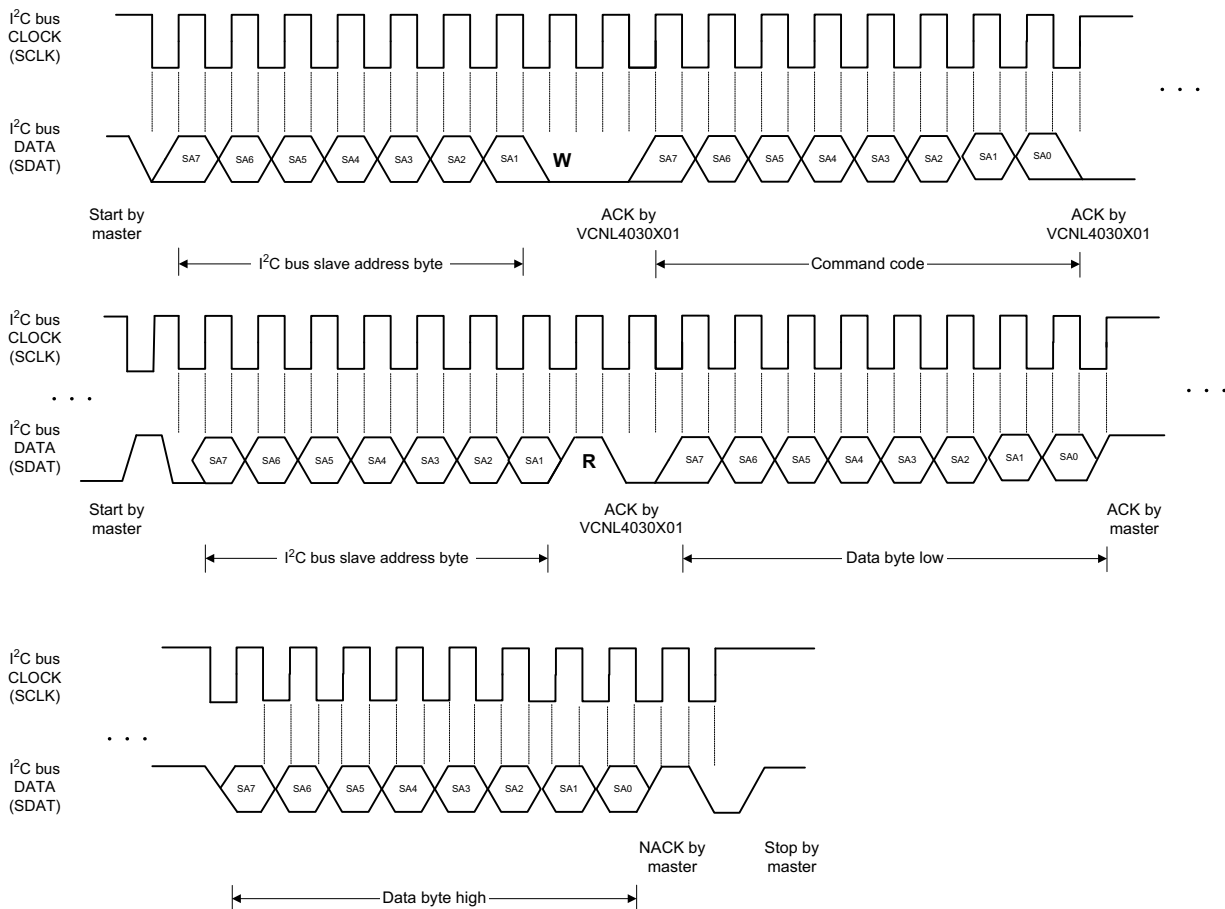 I²C bus
CLOCK
(SCLK)
. . .
I²C bus
DATA
(SDAT)
SA7 SA6 SA5 SA4 SA3 SA2 SA1 W SA7 SA6 SA5 SA4 SA3 SA2 SA1 SA0
Start by
master
ACK by
VCNL4030X01
ACK by
VCNL4030X01
I²C bus slave address byte
Command code
I²C bus
CLOCK
(SCLK)
. . .
. . .
I²C bus
DATA
(SDAT)
SA7 SA6 SA5 SA4 SA3 SA2 SA1 R SA7 SA6 SA5 SA4 SA3 SA2 SA1 SA0
Start by
master
ACK by
VCNL4030X01
ACK by
master
I²C bus slave address byte
Data byte low
I²C bus
CLOCK
(SCLK)
. . .
I²C bus
DATA
(SDAT)
SA7 SA6 SA5 SA4 SA3 SA2 SA1 SA0
NACK by
master
Stop by
master
Data byte high